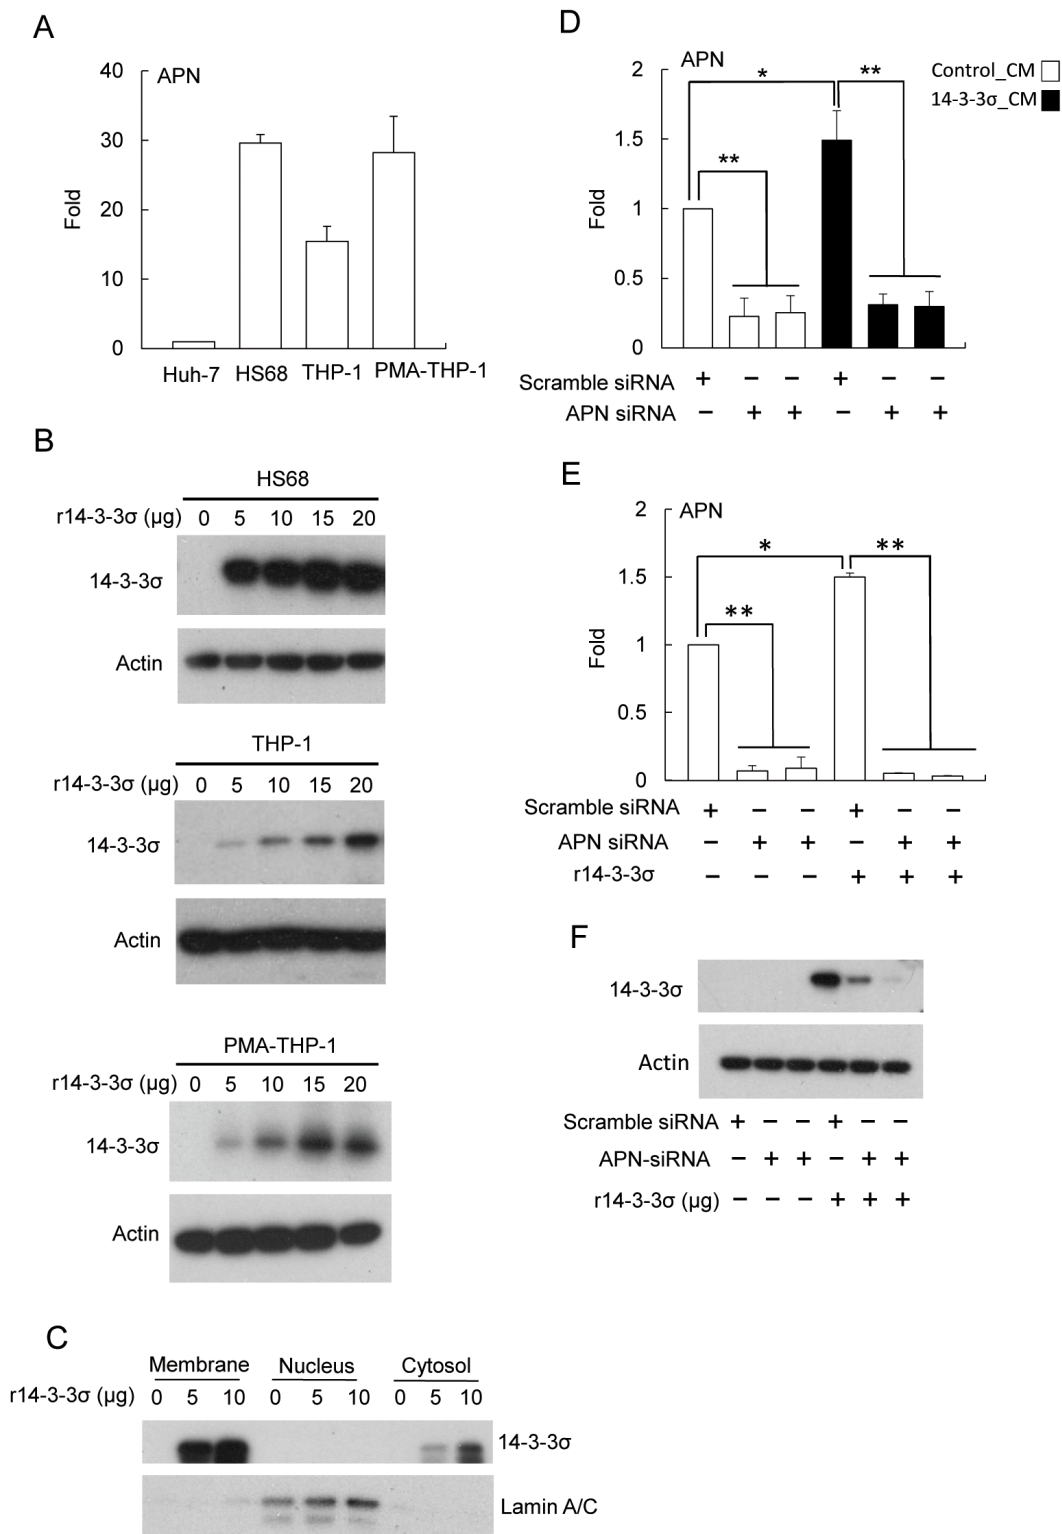 A
APN
40
30
20
10
0
Fold
Huh-7 HS68 THP-1 PMA-THP-1
B
HS68
r14-3-3σ (μg) 0 5 10 15 20
14-3-3σ
Actin
THP-1
r14-3-3σ (μg) 0 5 10 15 20
14-3-3σ
Actin
PMA-THP-1
r14-3-3σ (μg) 0 5 10 15 20
14-3-3σ
Actin
C
Membrane Nucleus Cytosol
r14-3-3σ (μg) 0 5 10 0 5 10 0 5 10
14-3-3σ
Lamin A/C
D
APN
Control_CM
14-3-3σ_CM
2
1.5
1
0.5
0
Fold
* **
**
Scramble siRNA + − − + − −
APN siRNA − + + − + +
E
APN
2
1.5
1
0.5
0
Fold
* **
**
Scramble siRNA + − − + − −
APN siRNA − + + − + +
r14-3-3σ − − − + + +
F
14-3-3σ
Actin
Scramble siRNA + − − + − −
APN-siRNA − + + − + +
r14-3-3σ (μg) − − − + + +